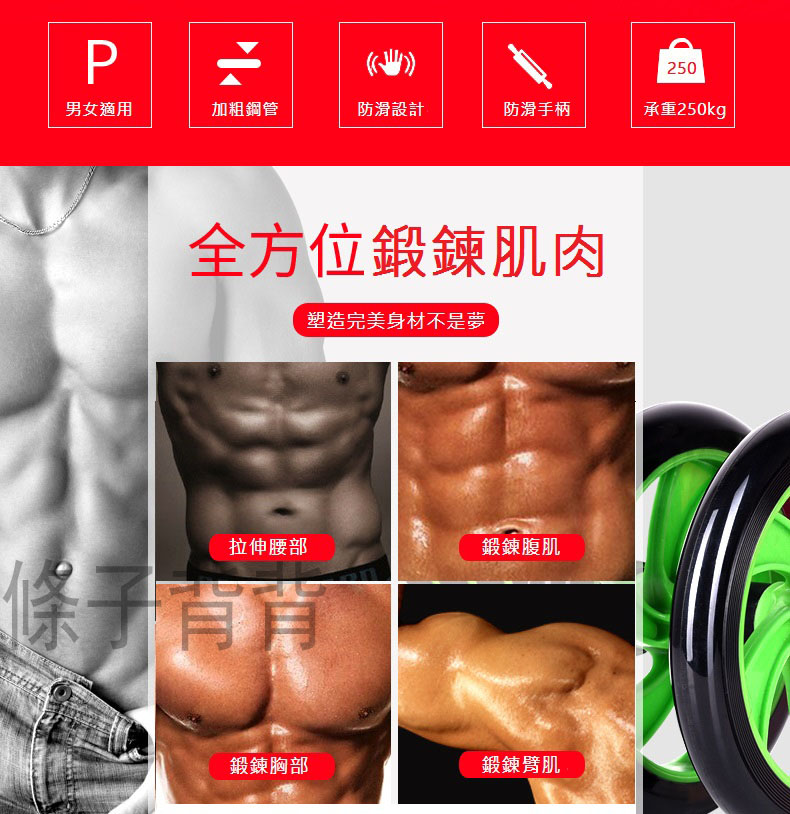 P
男女適用
加粗鋼管
防滑設計
防滑手柄
250
承重250kg
全方位鍛鍊肌肉
塑造完美身材不是夢
拉伸腰部
鍛鍊腹肌
條子背背
鍛鍊胸部
鍛鍊臂肌